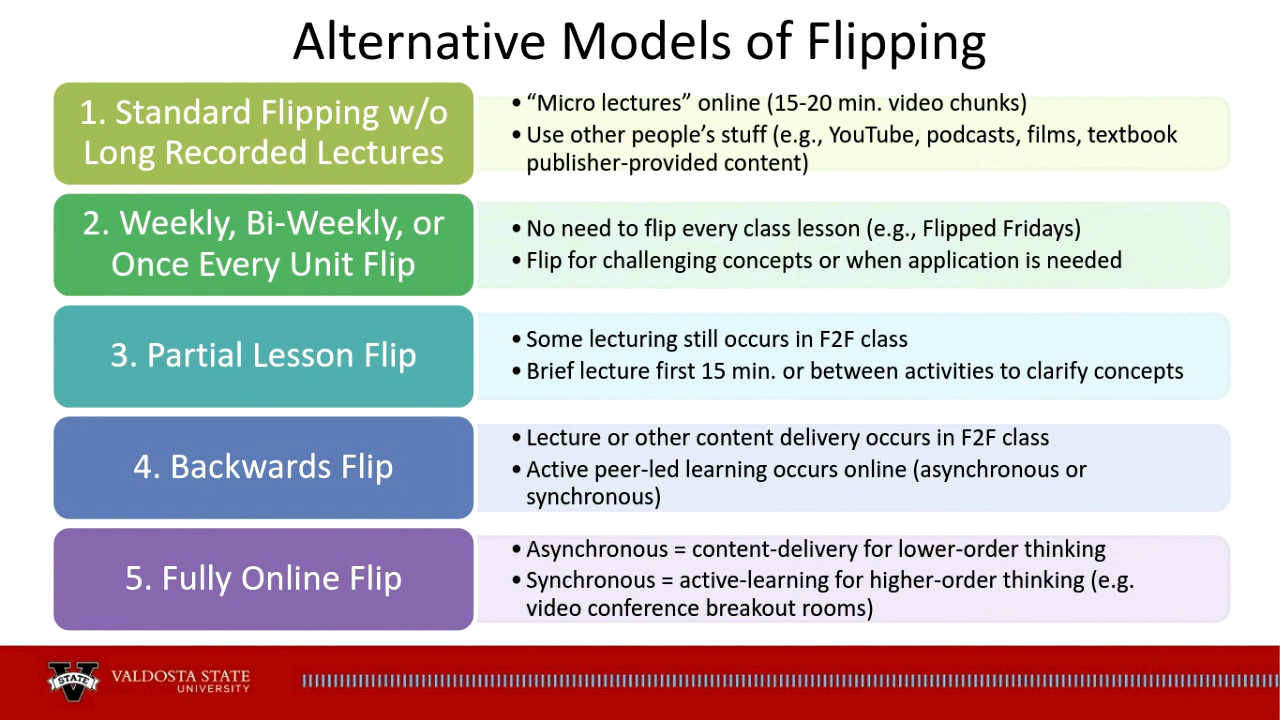 Alternative Models of Flipping
1. Standard Flipping w/o
Long Recorded Lectures
• “Micro lectures” online (15-20 min. video chunks)
• Use other people’s stuff (e.g., YouTube, podcasts, films, textbook
publisher-provided content)
2. Weekly, Bi-Weekly, or
Once Every Unit Flip
• No need to flip every class lesson (e.g., Flipped Fridays)
• Flip for challenging concepts or when application is needed
3. Partial Lesson Flip
• Some lecturing still occurs in F2F class
• Brief lecture first 15 min. or between activities to clarify concepts
4. Backwards Flip
• Lecture or other content delivery occurs in F2F class
• Active peer-led learning occurs online (asynchronous or
synchronous)
5. Fully Online Flip
• Asynchronous = content-delivery for lower-order thinking
• Synchronous = active-learning for higher-order thinking (e.g.
video conference breakout rooms)
V STATE
VALDOSTA STATE
UNIVERSITY